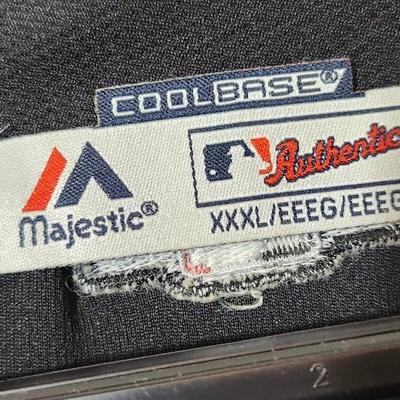 COOLBASE®
Majestic®
Authentic
XXXL/EEEG/EEEG
2